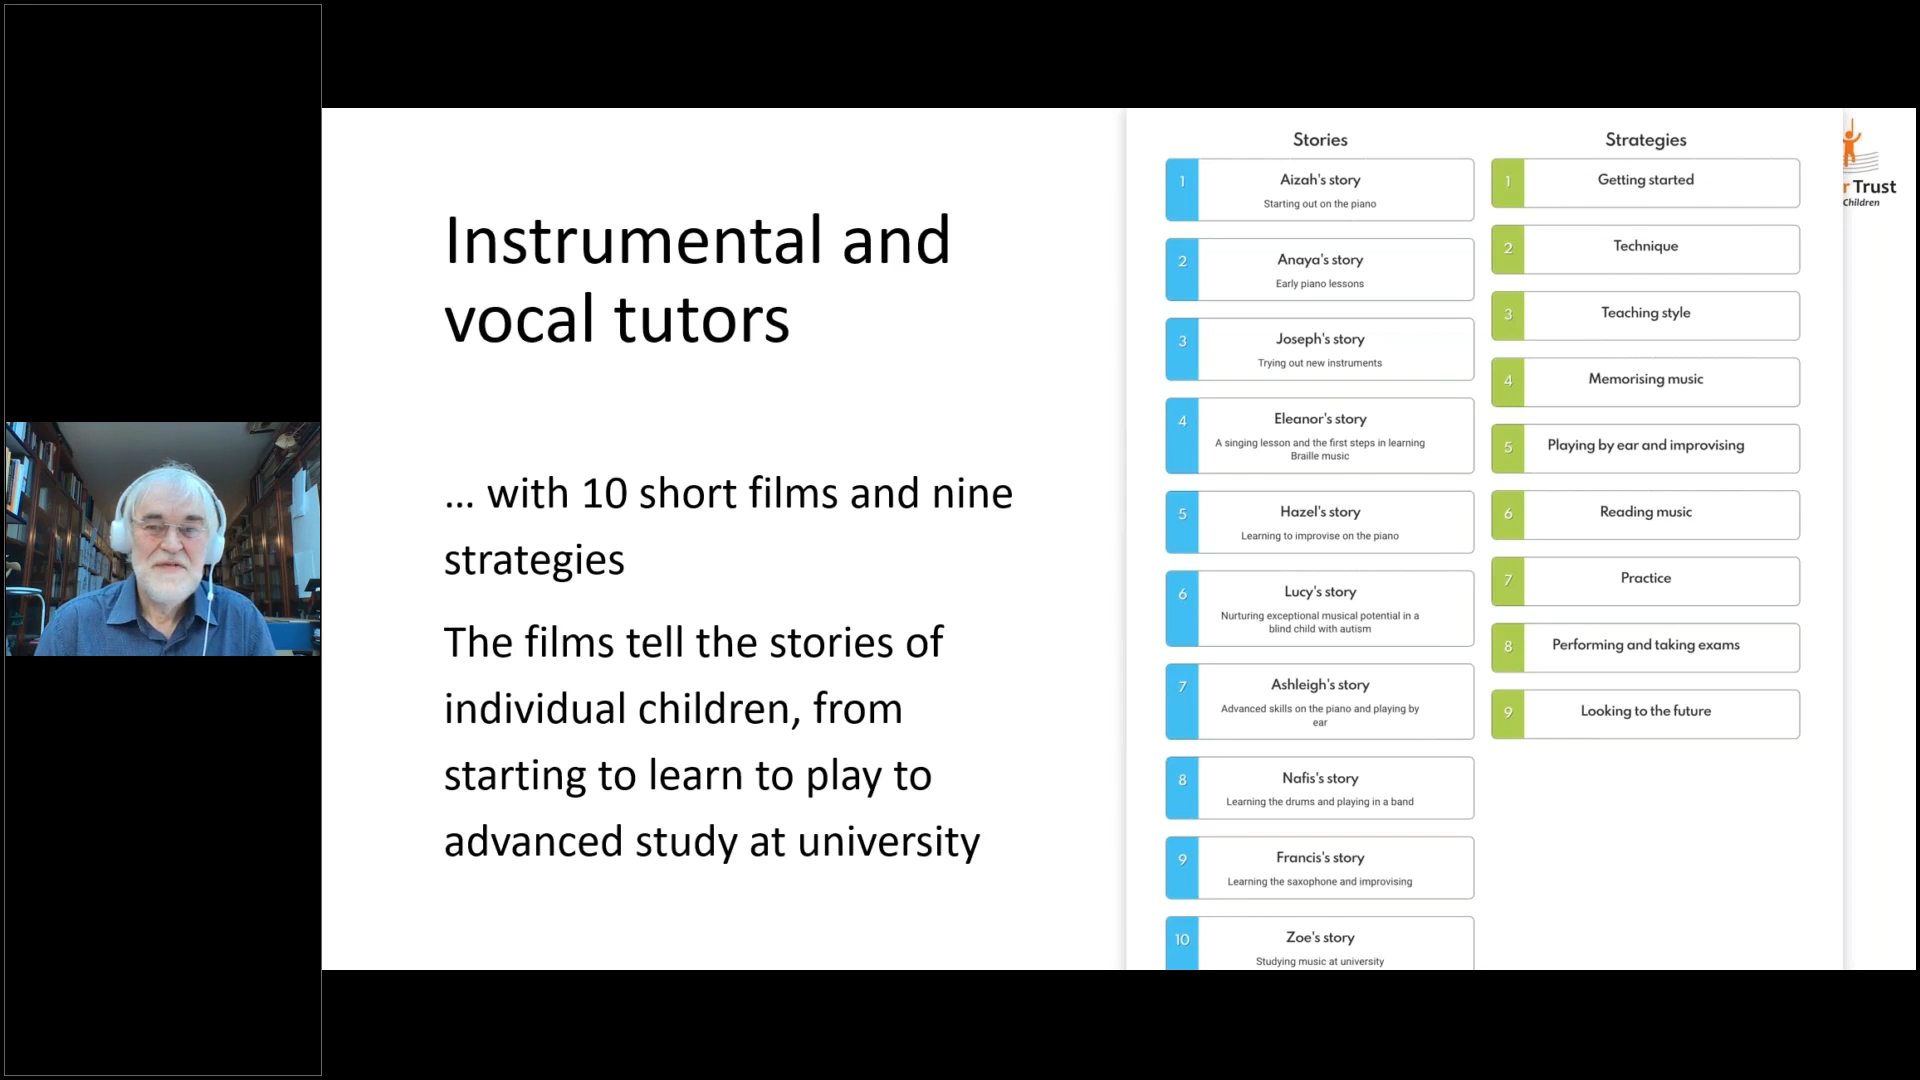 Instrumental and
vocal tutors
... with 10 short films and nine
strategies
The films tell the stories of
individual children, from
starting to learn to play to
advanced study at university
Stories
1
Aizah's story
Starting out on the piano
2
Anaya's story
Early piano lessons
3
Joseph's story
Trying out new instruments
4
Eleanor's story
A singing lesson and the first steps in learning
Braille music
5
Hazel's story
Learning to improvise on the piano
6
Lucy's story
Nurturing exceptional musical potential in a
blind child with autism
7
Ashleigh's story
Advanced skills on the piano and playing by
ear
8
Nafis's story
Learning the drums and playing in a band
9
Francis's story
Learning the saxophone and improvising
10
Zoe's story
Studying music at university
Strategies
1
Getting started
2
Technique
3
Teaching style
4
Memorising music
5
Playing by ear and improvising
6
Reading music
7
Practice
8
Performing and taking exams
9
Looking to the future
r Trust
Children